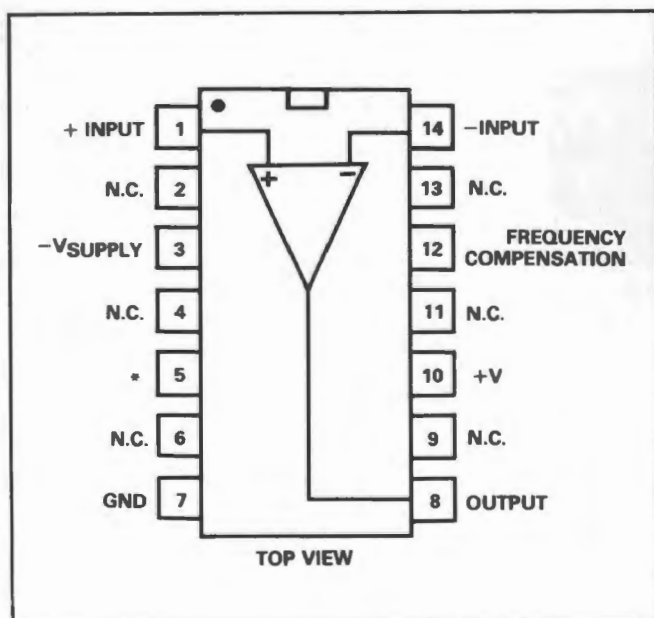 + INPUT 1 14 −INPUT
+ −
N.C. 2 13 N.C.
−VSUPPLY 3 12 FREQUENCY
COMPENSATION
N.C. 4 11 N.C.
* 5 10 +V
N.C. 6 9 N.C.
GND 7 8 OUTPUT
TOP VIEW